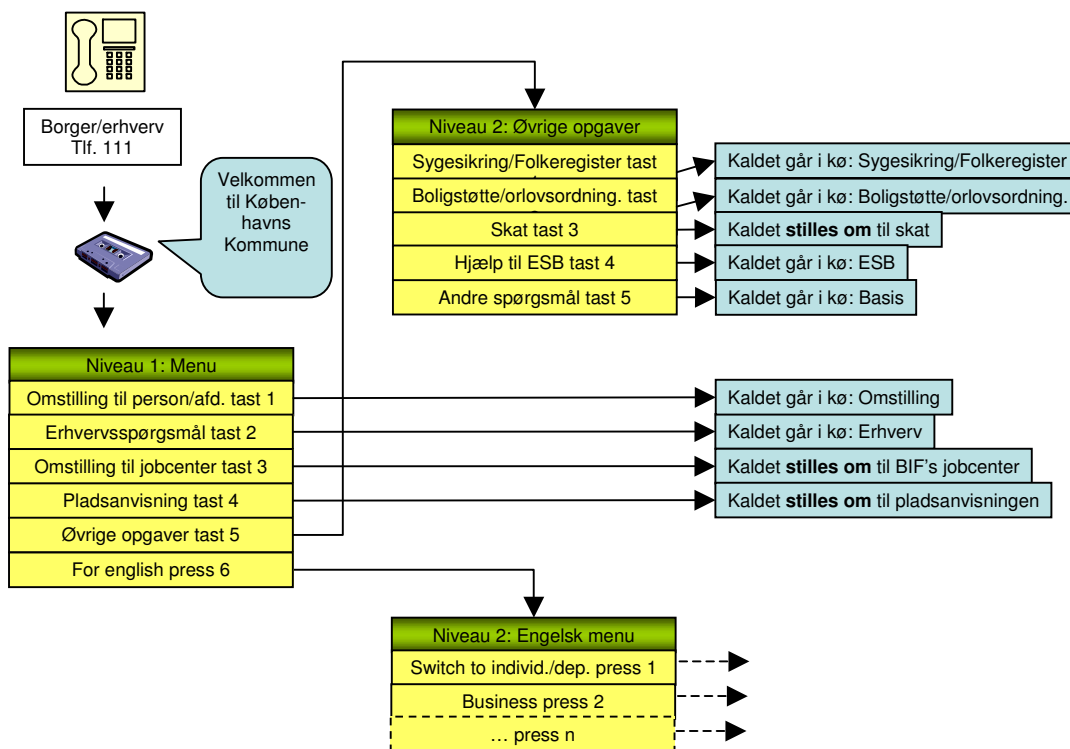 Borger/erhverv
Tlf. 111
Velkommen
til Køben-
havns
Kommune
Niveau 1: Menu
Omstilling til person/afd. tast 1
Erhvervsspørgsmål tast 2
Omstilling til jobcenter tast 3
Pladsanvisning tast 4
Øvrige opgaver tast 5
For english press 6
Niveau 2: Øvrige opgaver
Sygesikring/Folkeregister tast
Boligstøtte/orlovsordning. tast
Skat tast 3
Hjælp til ESB tast 4
Andre spørgsmål tast 5
Kaldet går i kø: Sygesikring/Folkeregister
Kaldet går i kø: Boligstøtte/orlovsordning.
Kaldet stilles om til skat
Kaldet går i kø: ESB
Kaldet går i kø: Basis
Kaldet går i kø: Omstilling
Kaldet går i kø: Erhverv
Kaldet stilles om til BIF's jobcenter
Kaldet stilles om til pladsanvisningen
Niveau 2: Engelsk menu
Switch to individ./dep. press 1
Business press 2
... press n